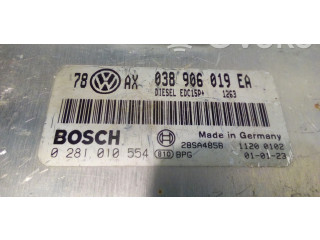 78 AX 038 906 019 EA
DIESEL EDC15P+ 1263
BOSCH
Made in Germany
28SA4858 1120 0102
0 281 010 554 810 BPG 01-01-23